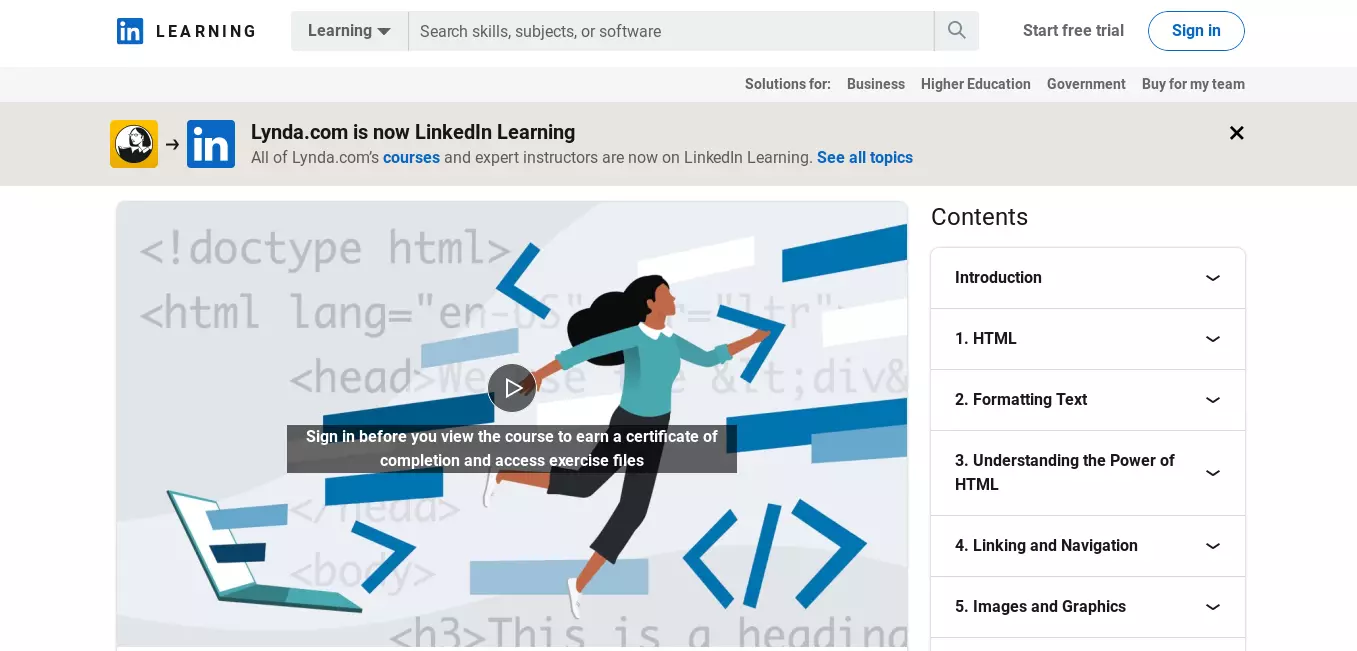 in LEARNING
Learning
Search skills, subjects, or software
Start free trial
Sign in
Solutions for: Business Higher Education Government Buy for my team
in
Lynda.com is now LinkedIn Learning
All of Lynda.com’s courses and expert instructors are now on LinkedIn Learning. See all topics
<!doctype html>
<html lang="en-US" ="ltr">
<head>We &lt;div&
Sign in before you view the course to earn a certificate of
completion and access exercise files
</head>
<body>
<h3>This is a heading
Contents
Introduction
1. HTML
2. Formatting Text
3. Understanding the Power of
HTML
4. Linking and Navigation
5. Images and Graphics